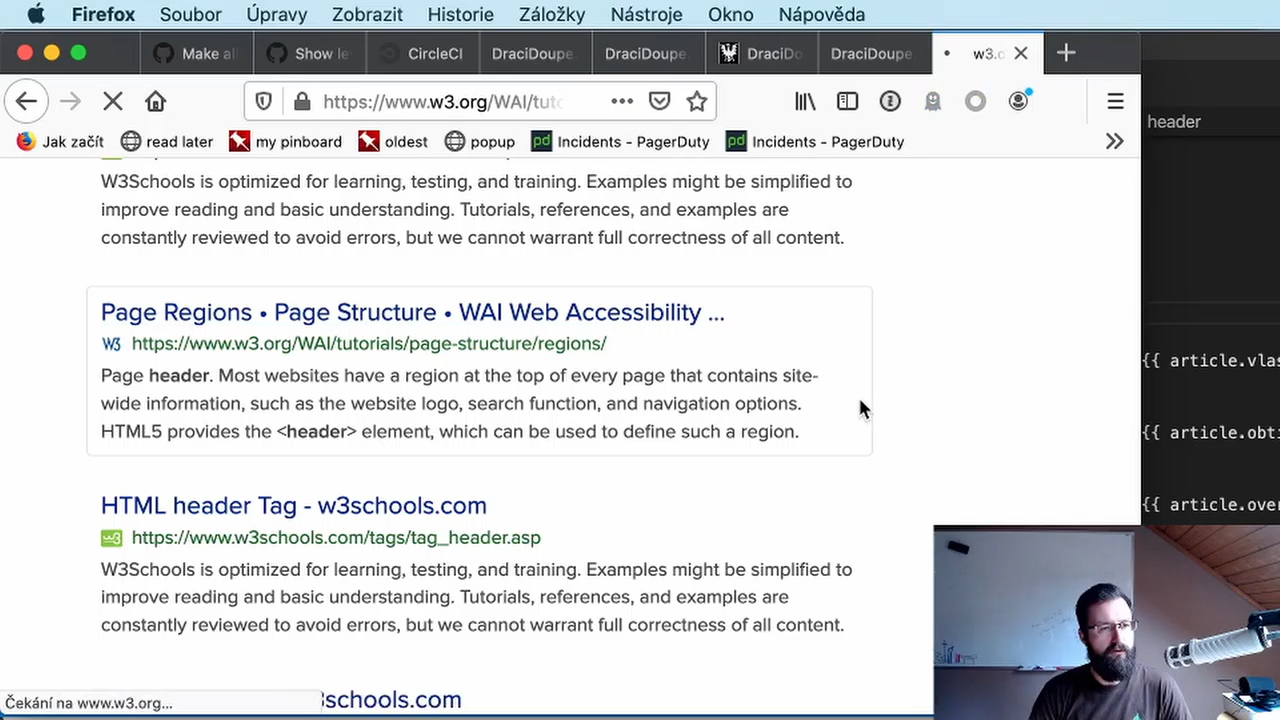 Firefox Soubor Úpravy Zobrazit Historie Záložky Nástroje Okno Nápověda
Make al Show le CircleCI DraciDoupe. DraciDoupe. DraciDo DraciDoupe. w3.o
https://www.w3.org/WAI/tuto
header
Jak začít read later my pinboard oldest popup pd Incidents - PagerDuty pd Incidents - PagerDuty
W3Schools is optimized for learning, testing, and training. Examples might be simplified to
improve reading and basic understanding. Tutorials, references, and examples are
constantly reviewed to avoid errors, but we cannot warrant full correctness of all content.
Page Regions • Page Structure • WAI Web Accessibility ...
W3 https://www.w3.org/WAI/tutorials/page-structure/regions/
Page header. Most websites have a region at the top of every page that contains site-
wide information, such as the website logo, search function, and navigation options.
HTML5 provides the <header> element, which can be used to define such a region.
{{ article.vlas
{{ article.obti
{{ article.over
HTML header Tag - w3schools.com
https://www.w3schools.com/tags/tag_header.asp
W3Schools is optimized for learning, testing, and training. Examples might be simplified to
improve reading and basic understanding. Tutorials, references, and examples are
constantly reviewed to avoid errors, but we cannot warrant full correctness of all content.
3schools.com
Čekání na www.w3.org...